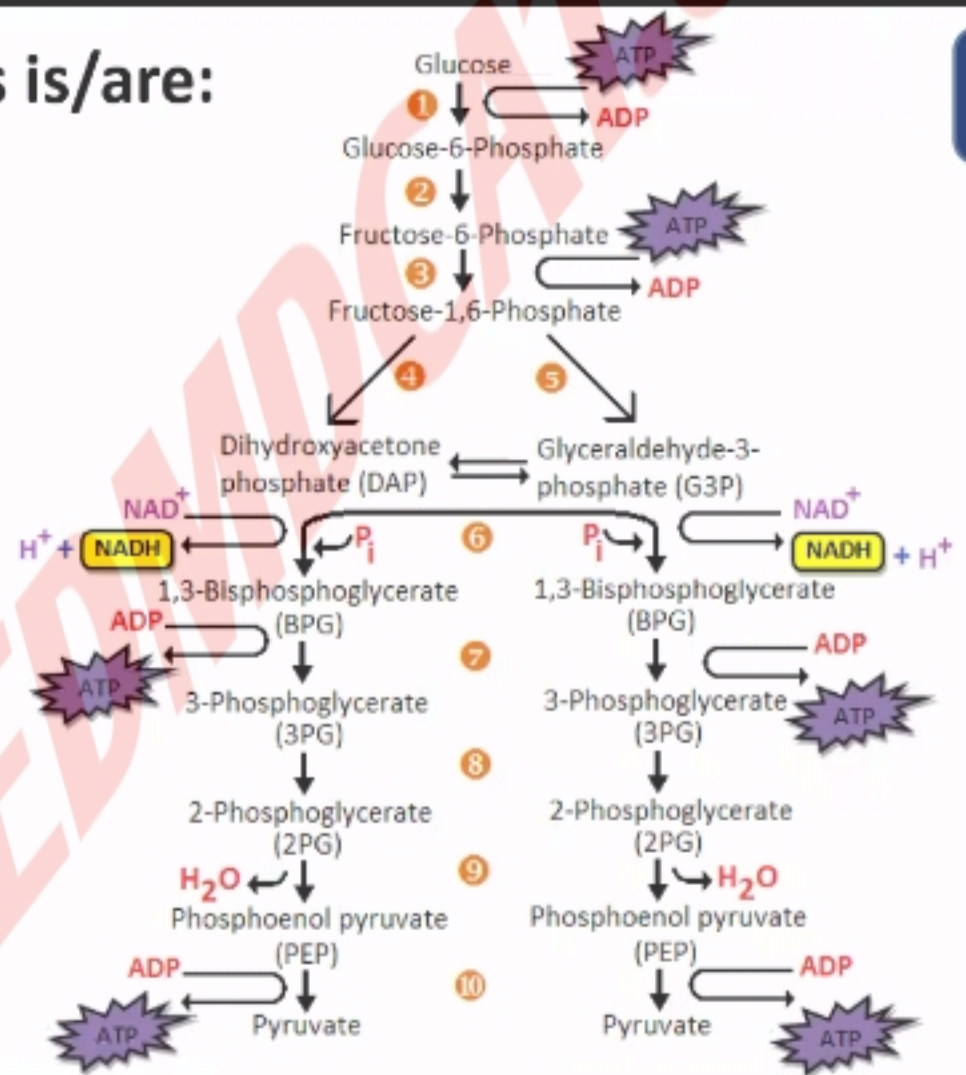 s is/are:
Glucose
ATP
1
ADP
Glucose-6-Phosphate
2
Fructose-6-Phosphate
ATP
3
ADP
Fructose-1,6-Phosphate
4
5
Dihydroxyacetone
phosphate (DAP)
Glyceraldehyde-3-
phosphate (G3P)
NAD+
H+ + NADH
Pi
6
Pi
NAD+
NADH + H+
1,3-BIsphosphoglycerate
(BPG)
1,3-Bisphosphoglycerate
(BPG)
ADP
ATP
7
ADP
ATP
3-Phosphoglycerate
(3PG)
3-Phosphoglycerate
(3PG)
8
2-Phosphoglycerate
(2PG)
2-Phosphoglycerate
(2PG)
H2O
9
H2O
Phosphoenol pyruvate
(PEP)
Phosphoenol pyruvate
(PEP)
ADP
ATP
10
ADP
ATP
Pyruvate
Pyruvate